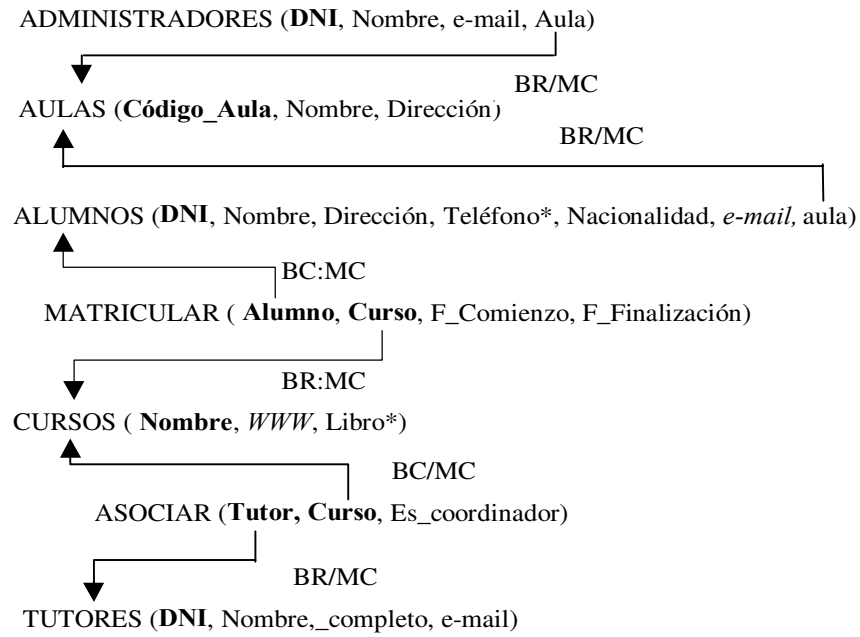 ADMINISTRADORES (DNI, Nombre, e-mail, Aula)
BR/MC
AULAS (Código_Aula, Nombre, Dirección)
BR/MC
ALUMNOS (DNI, Nombre, Dirección, Teléfono*, Nacionalidad, e-mail, aula)
BC:MC
MATRICULAR ( Alumno, Curso, F_Comienzo, F_Finalización)
BR:MC
CURSOS ( Nombre, WWW, Libro*)
BC/MC
ASOCIAR (Tutor, Curso, Es_coordinador)
BR/MC
TUTORES (DNI, Nombre,_completo, e-mail)